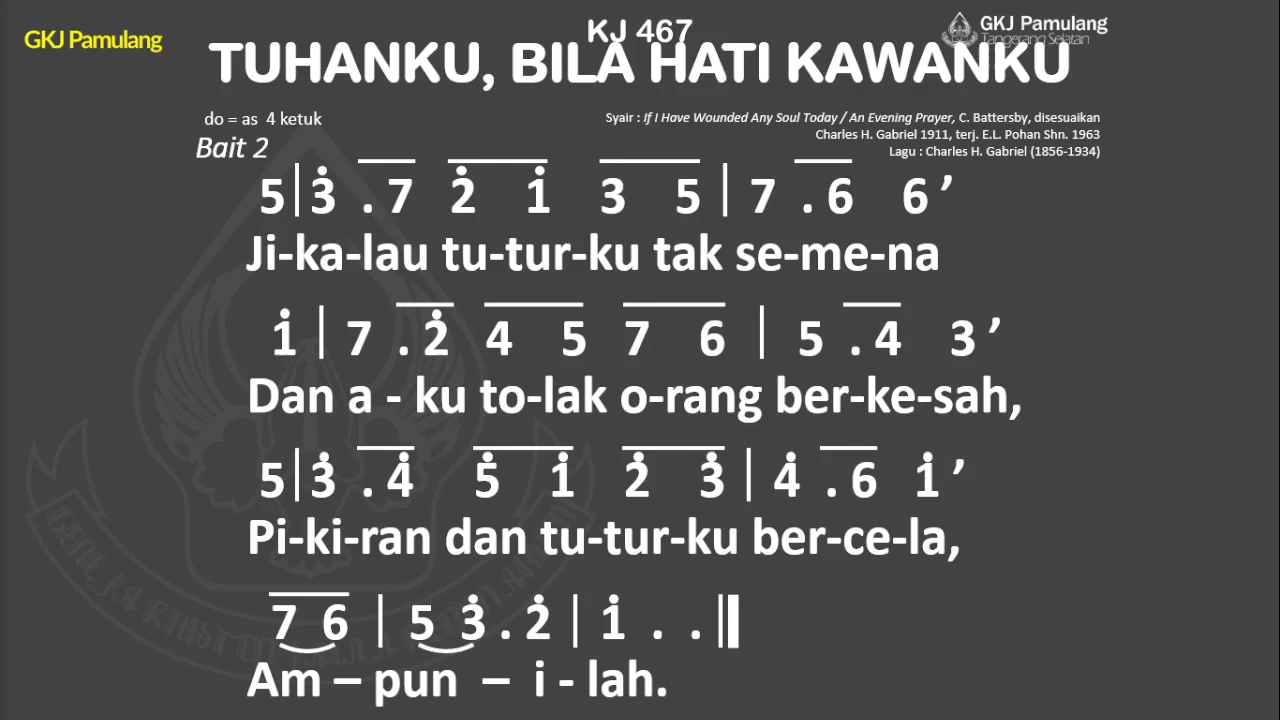 GKJ Pamulang
KJ 467
GKJ Pamulang
Tangerang Selatan
TUHANKU, BILA HATI KAWANKU
do = as 4 ketuk
Syair : If I Have Wounded Any Soul Today / An Evening Prayer, C. Battersby, disesuaikan
Charles H. Gabriel 1911, terj. E.L. Pohan Shn. 1963
Lagu : Charles H. Gabriel (1856-1934)
Bait 2
5 | 3̇ . 7 2̇ 1̇ 3 5 | 7 . 6 6 ’
Ji-ka-lau tu-tur-ku tak se-me-na
1̇ | 7 . 2̇ 4 5 7 6 | 5 . 4 3 ’
Dan a - ku to-lak o-rang ber-ke-sah,
5 | 3̇ . 4̇ 5̇ 1̇ 2̇ 3̇ | 4̇ . 6 1̇ ’
Pi-ki-ran dan tu-tur-ku ber-ce-la,
7 6 | 5 3̇ . 2̇ | 1̇ . . ||
Am – pun – i - lah.